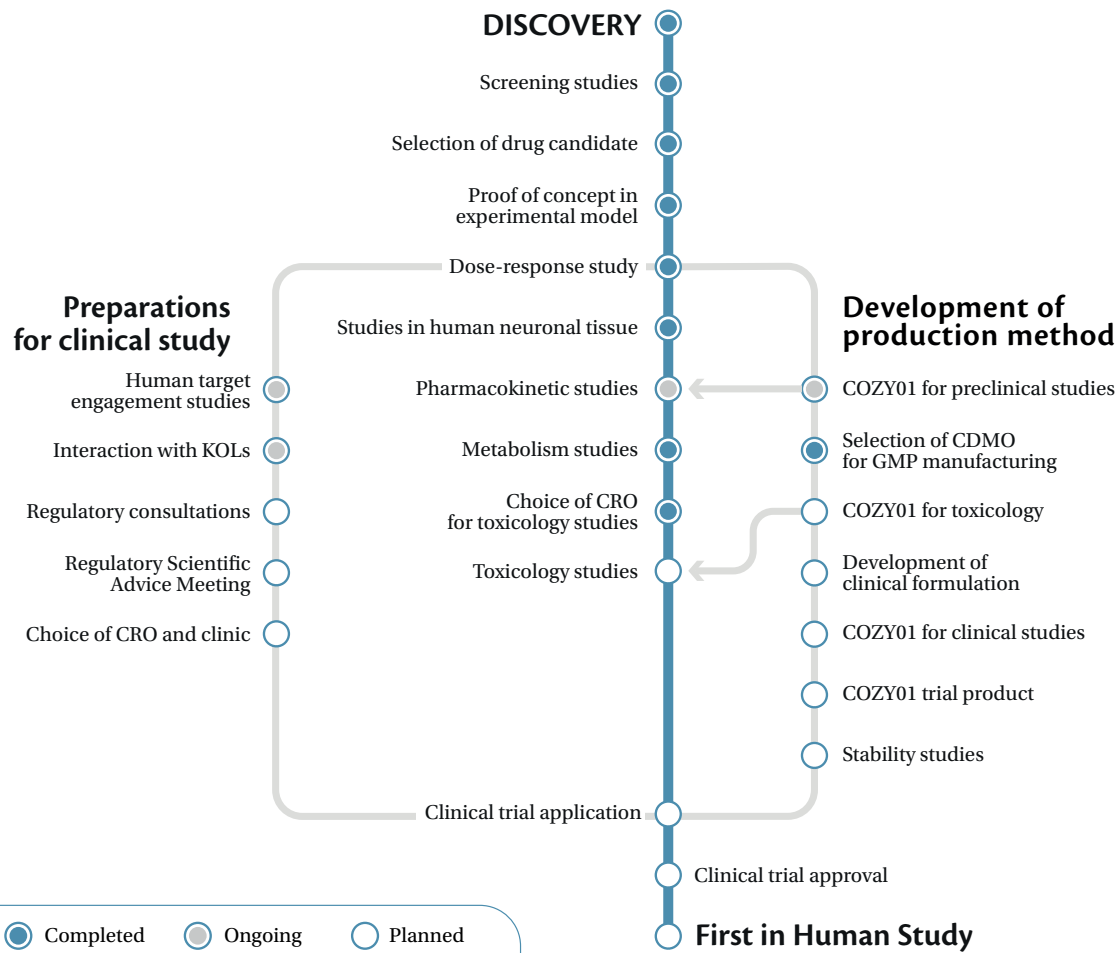 DISCOVERY
Screening studies
Selection of drug candidate
Proof of concept in
experimental model
Dose-response study
Studies in human neuronal tissue
Pharmacokinetic studies
Metabolism studies
Choice of CRO
for toxicology studies
Toxicology studies
Preparations
for clinical study
Human target
engagement studies
Interaction with KOLs
Regulatory consultations
Regulatory Scientific
Advice Meeting
Choice of CRO and clinic
Development of
production method
COZY01 for preclinical studies
Selection of CDMO
for GMP manufacturing
COZY01 for toxicology
Development of
clinical formulation
COZY01 for clinical studies
COZY01 trial product
Stability studies
Clinical trial application
Clinical trial approval
First in Human Study
Completed
Ongoing
Planned